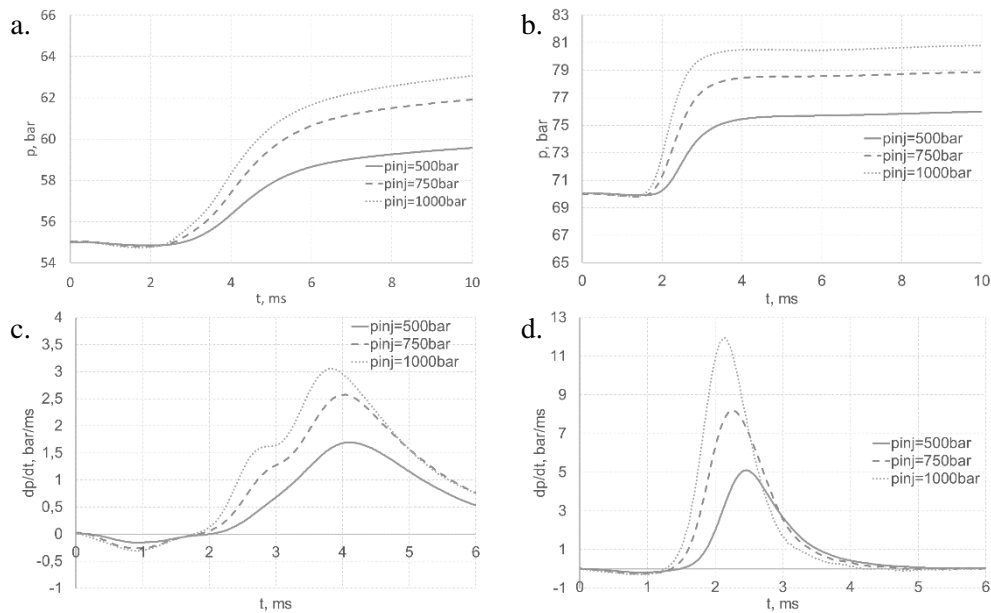 a.
66
64
62
60
58
56
54
p, bar
pinj=500bar
pinj=750bar
pinj=1000bar
0 2 4 6 8 10
t, ms
b.
83
81
79
77
75
73
71
69
67
65
p, bar
pinj=500bar
pinj=750bar
pinj=1000bar
0 2 4 6 8 10
t, ms
c.
4
3,5
3
2,5
2
1,5
1
0,5
0
-0,5
-1
dp/dt, bar/ms
pinj=500bar
pinj=750bar
pinj=1000bar
0 1 2 3 4 5 6
t, ms
d.
13
11
9
7
5
3
1
-1
dp/dt, bar/ms
pinj=500bar
pinj=750bar
pinj=1000bar
0 1 2 3 4 5 6
t, ms